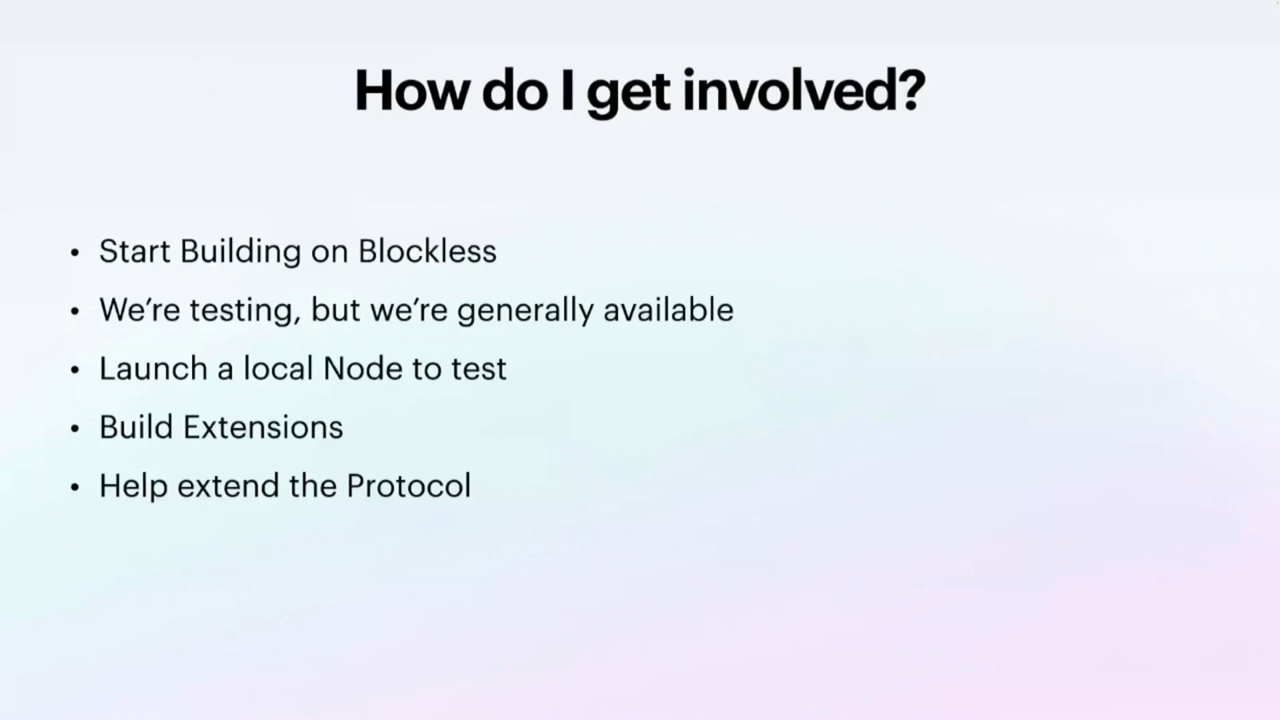 How do I get involved?
• Start Building on Blockless
• We’re testing, but we’re generally available
• Launch a local Node to test
• Build Extensions
• Help extend the Protocol